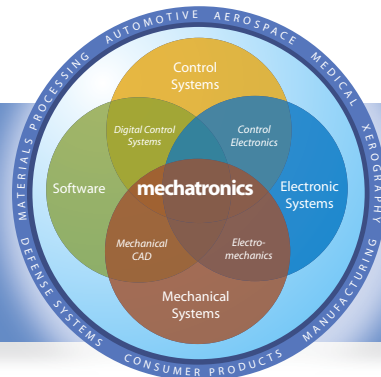 MATERIALS PROCESSING AUTOMOTIVE AEROSPACE MEDICAL XEROGRAPHY
Control
Systems
Digital Control
Systems
Control
Electronics
Software
mechatronics
Electronic
Systems
Mechanical
CAD
Electro-
mechanics
Mechanical
Systems
DEFENSE SYSTEMS CONSUMER PRODUCTS MANUFACTURING